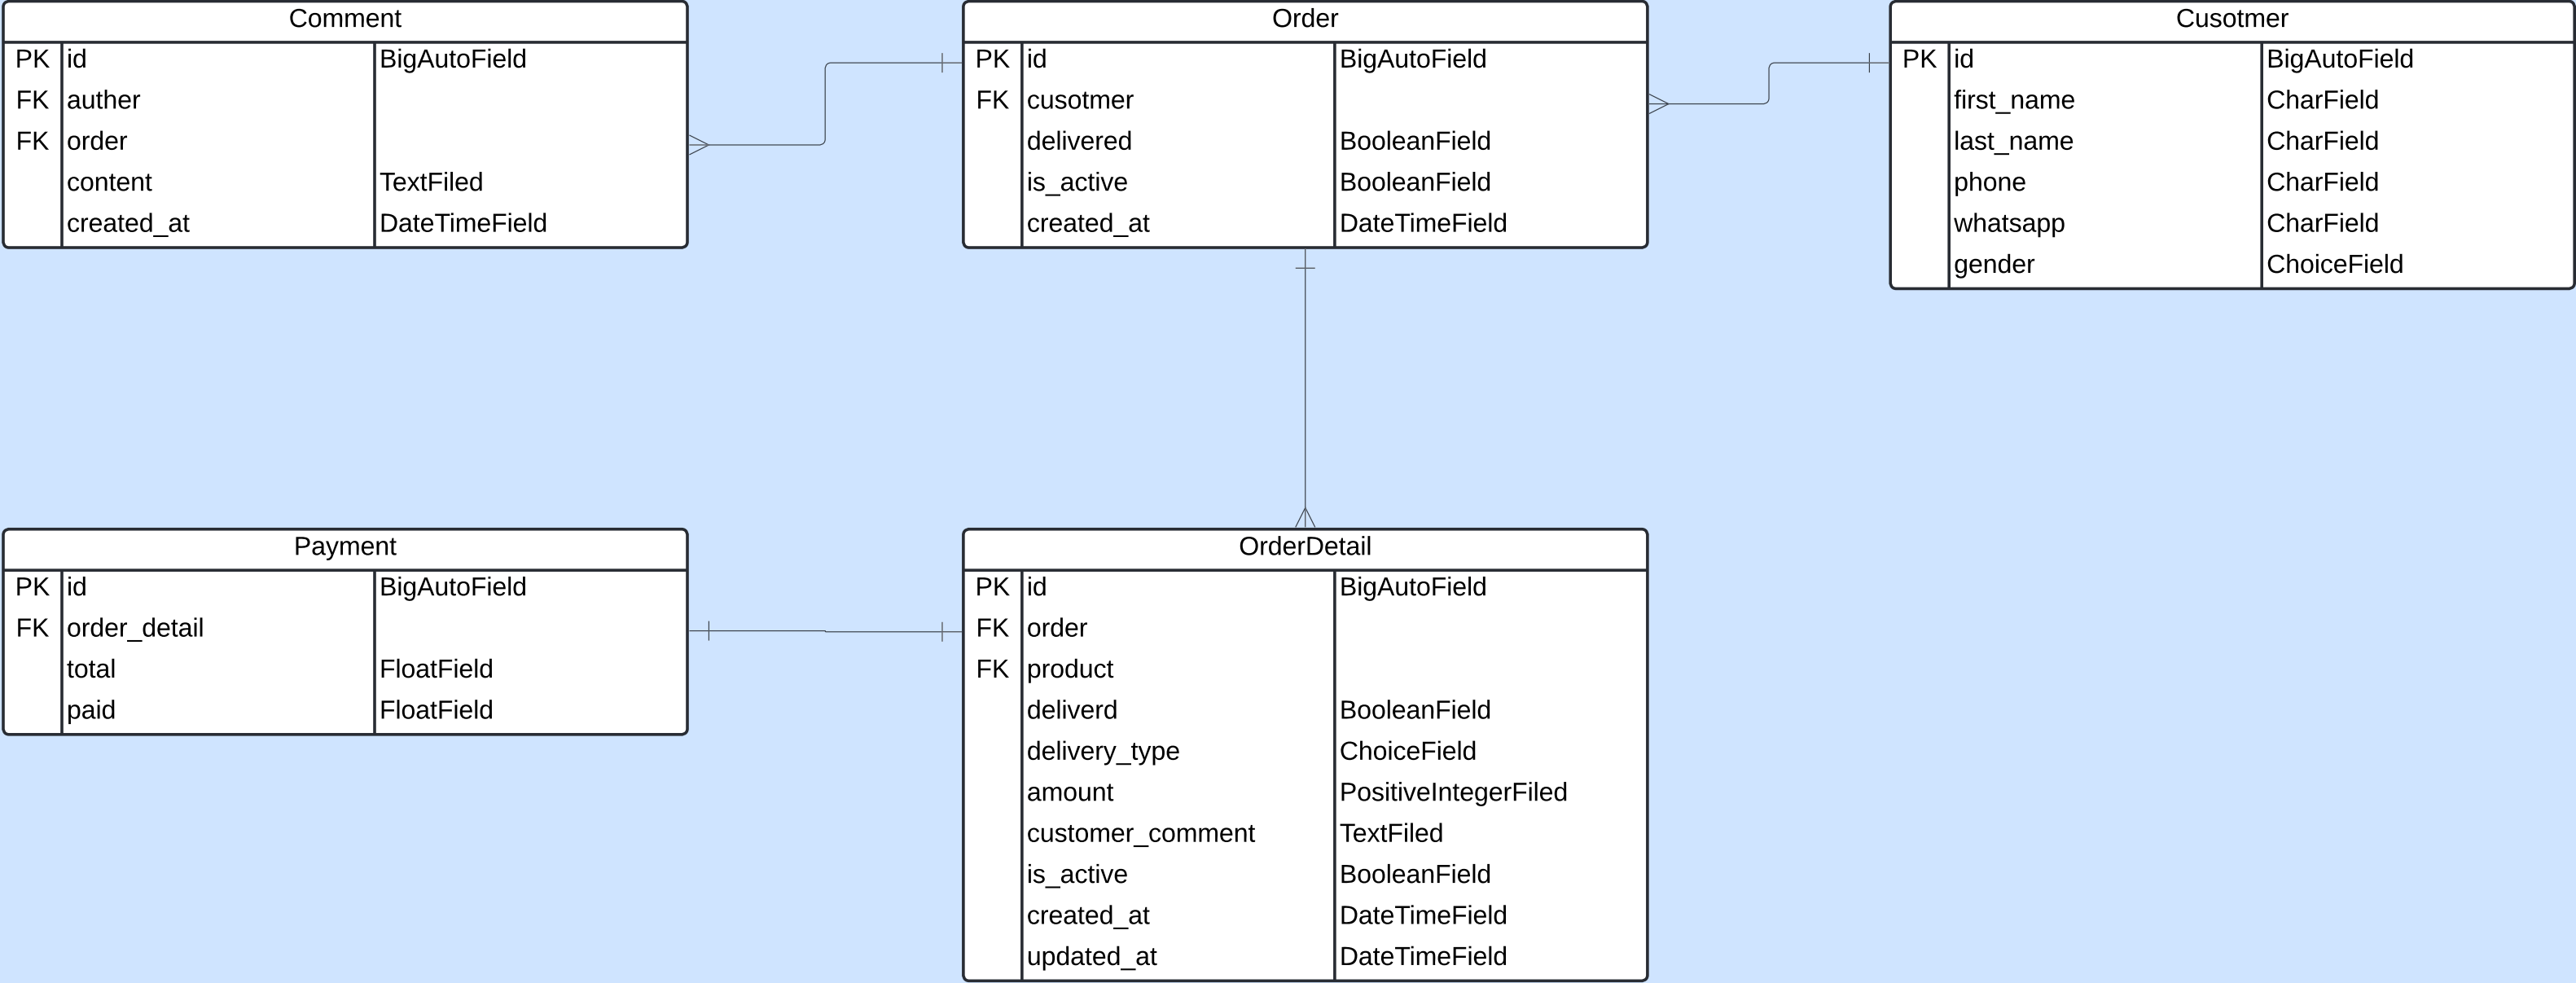 Comment
PK id BigAutoField
FK auther
FK order
content TextFiled
created_at DateTimeField
Order
PK id BigAutoField
FK cusotmer
delivered BooleanField
is_active BooleanField
created_at DateTimeField
Cusotmer
PK id BigAutoField
first_name CharField
last_name CharField
phone CharField
whatsapp CharField
gender ChoiceField
Payment
PK id BigAutoField
FK order_detail
total FloatField
paid FloatField
OrderDetail
PK id BigAutoField
FK order
FK product
deliverd BooleanField
delivery_type ChoiceField
amount PositiveIntegerFiled
customer_comment TextFiled
is_active BooleanField
created_at DateTimeField
updated_at DateTimeField